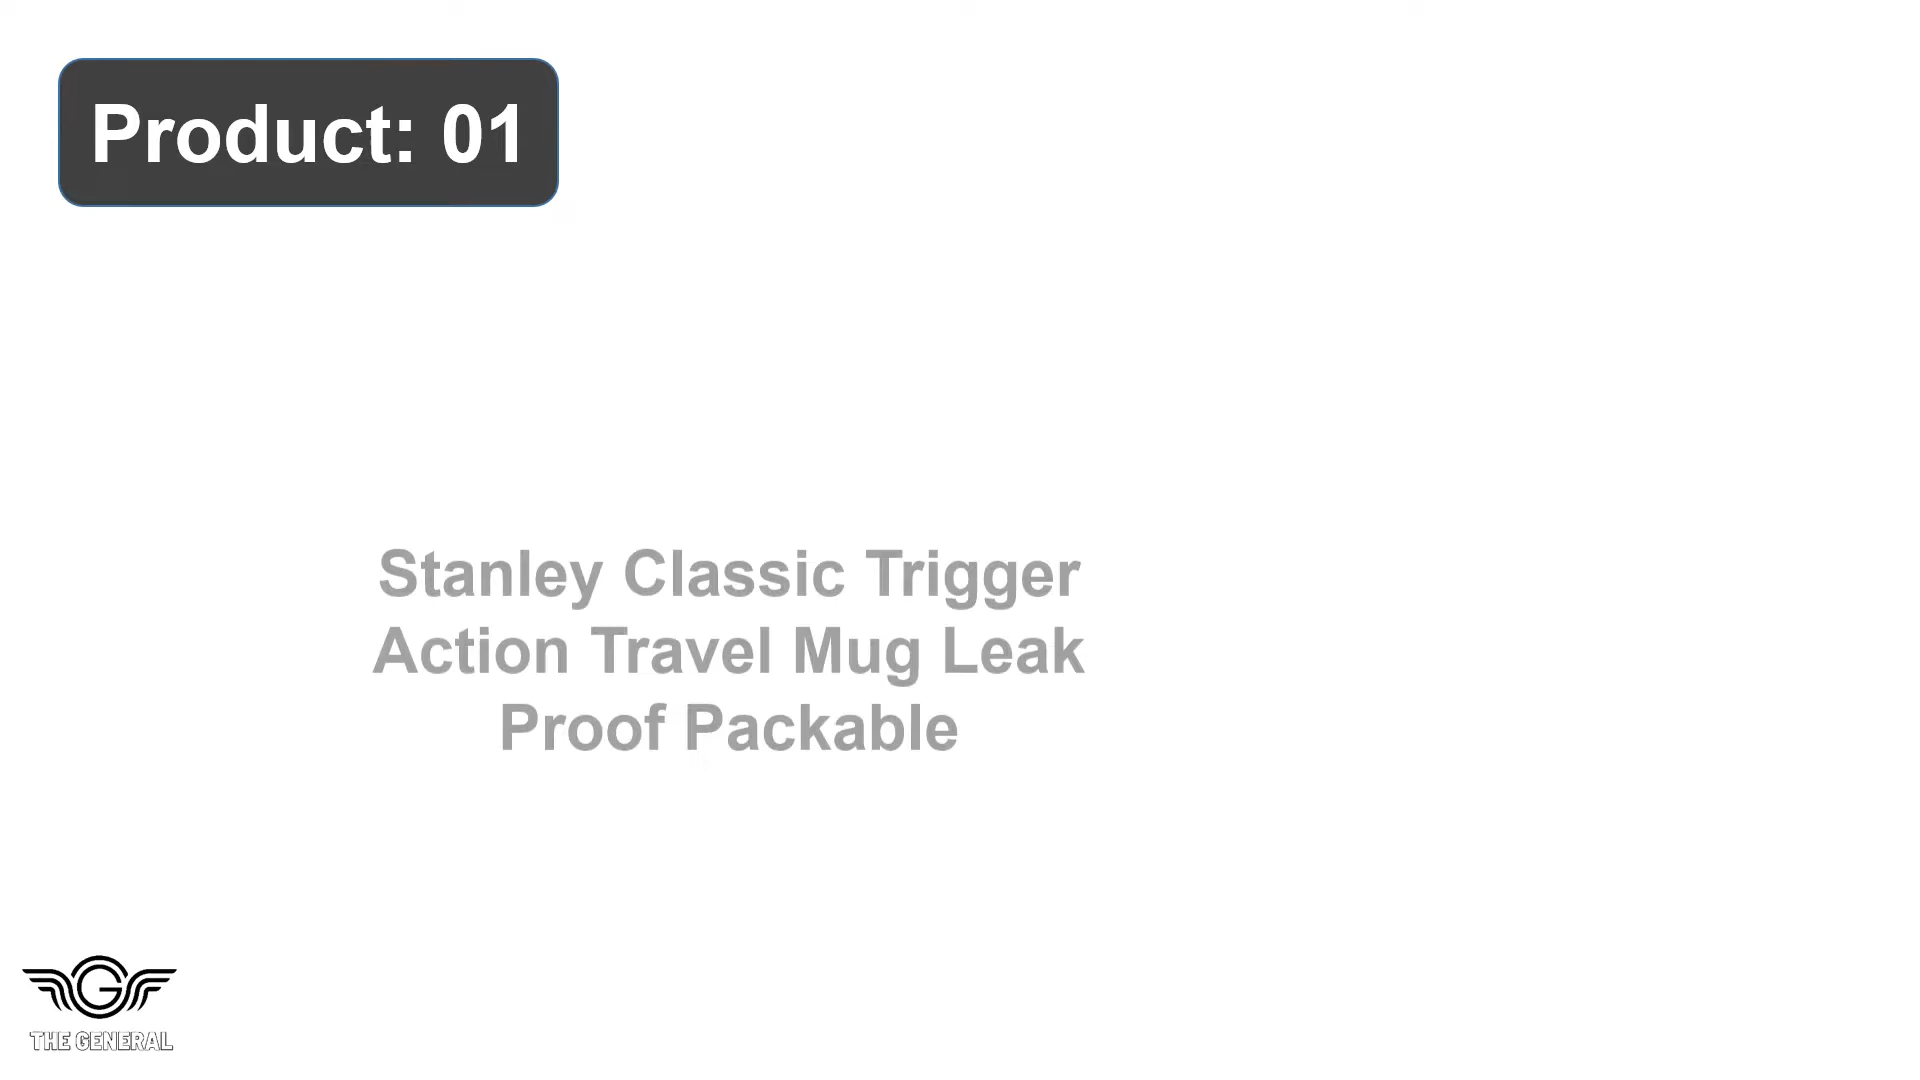 Product: 01
Stanley Classic Trigger
Action Travel Mug Leak
Proof Packable
G
THE GENERAL